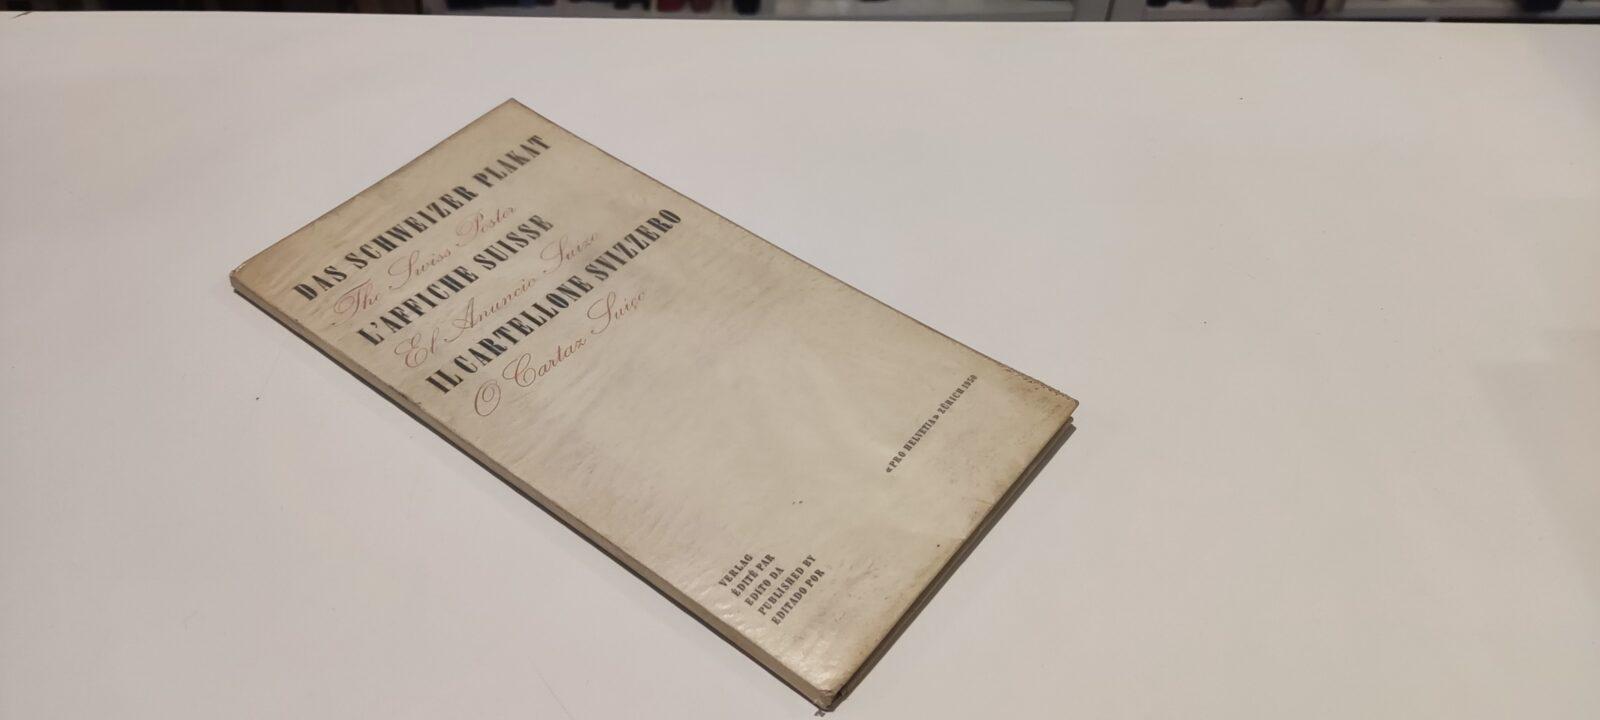 DAS SCHWEIZER PLAKAT
The Swiss Poster
L'AFFICHE SUISSE
El Anuncio Suizo
IL CARTELLONE SVIZZERO
O Cartaz Suiço
VERLAG
ÉDITÉ PAR
EDITO DA
PUBLISHED BY
EDITADO POR
«PRO HELVETIA» ZÜRICH 1950